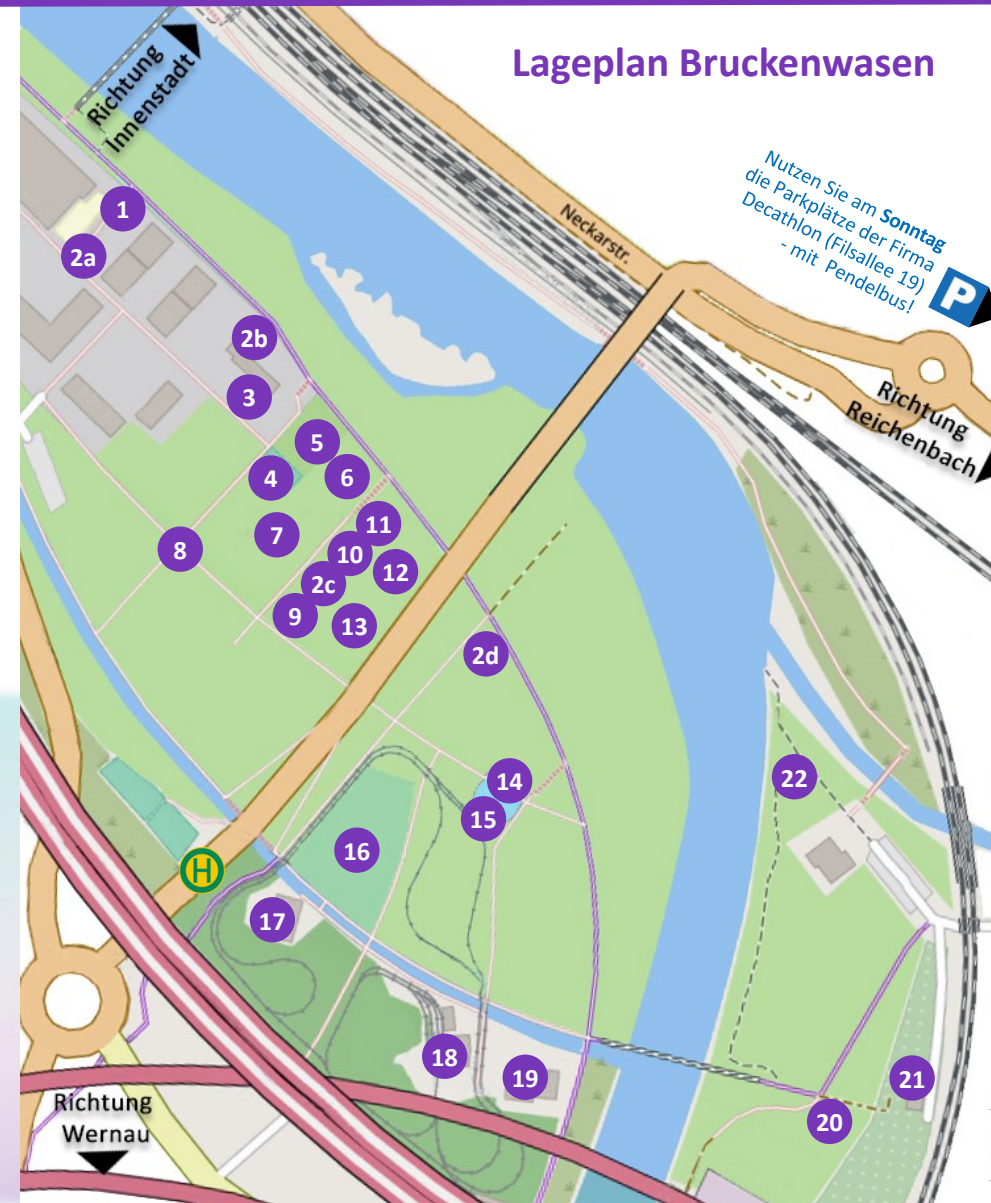 Lageplan Bruckenwasen
Richtung
Innenstadt
Nutzen Sie am Sonntag
die Parkplätze der Firma
Decathlon (Filsallee 19)
- mit Pendelbus!
P
Neckarstr.
Richtung
Reichenbach
1
2a
2b
3
5
4
6
11
7
8
10
12
2c
9
13
2d
14
22
15
16
H
17
18
19
21
20
Richtung
Wernau